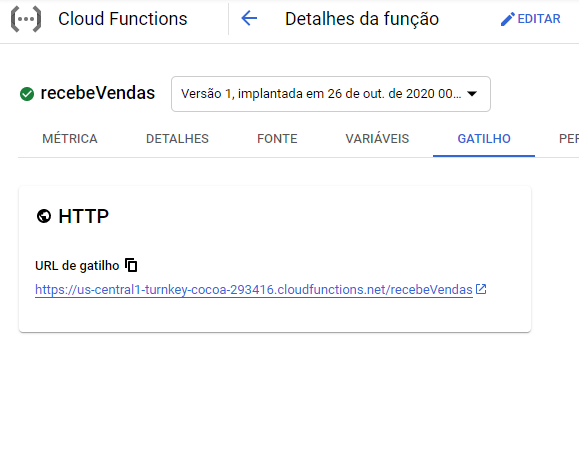 Cloud Functions
Detalhes da função
EDITAR
recebeVendas
Versão 1, implantada em 26 de out. de 2020 00...
MÉTRICA DETALHES FONTE VARIÁVEIS GATILHO PER
HTTP
URL de gatilho
https://us-central1-turnkey-cocoa-293416.cloudfunctions.net/recebeVendas